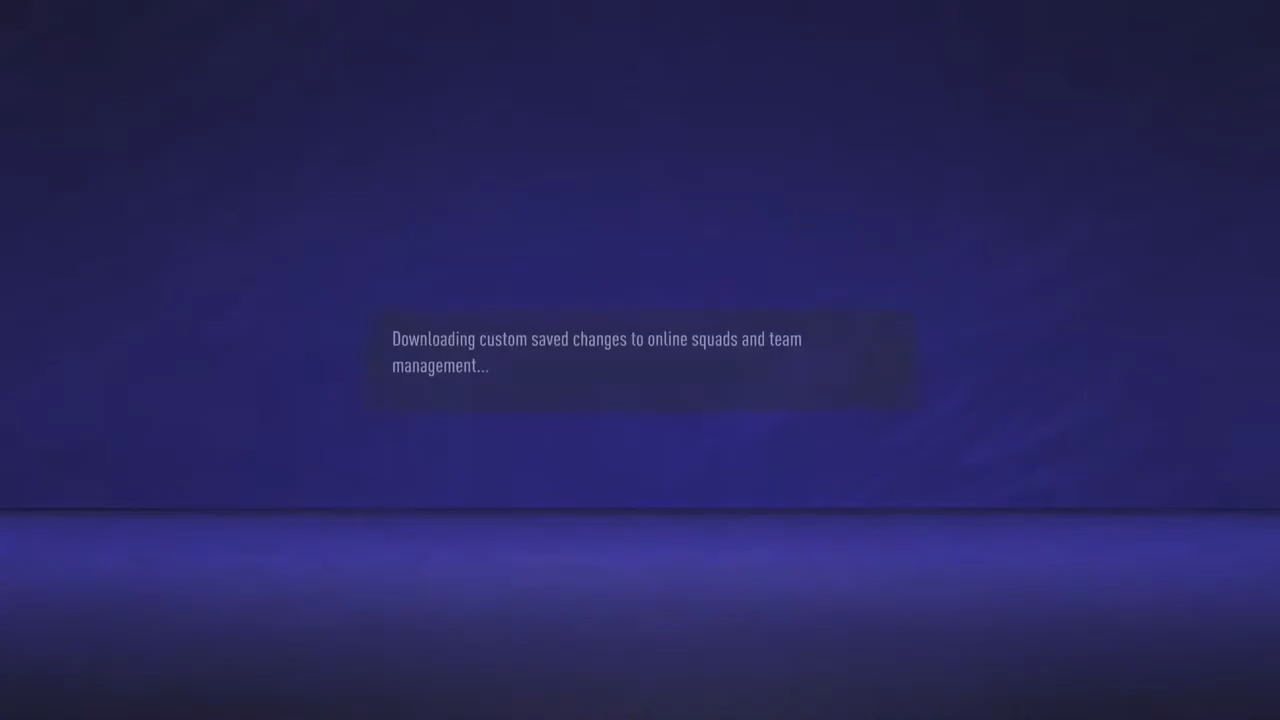 Downloading custom saved changes to online squads and team
management...